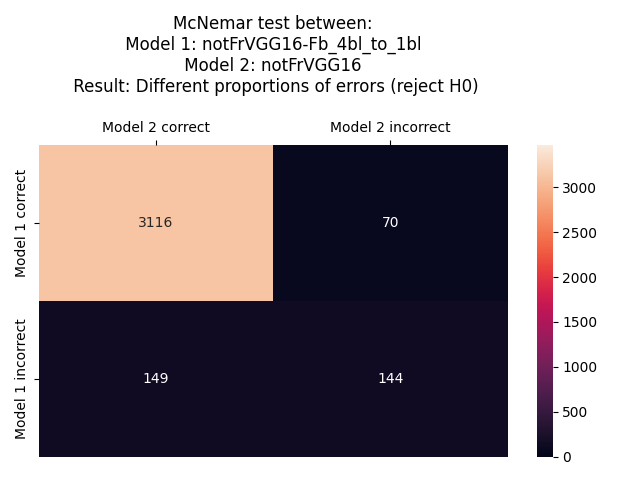 McNemar test between:
Model 1: notFrVGG16-Fb_4bl_to_1bl
Model 2: notFrVGG16
Result: Different proportions of errors (reject H0)
Model 2 correct
Model 2 incorrect
Model 1 correct
3116
70
Model 1 incorrect
149
144
3000
2500
2000
1500
1000
500
0